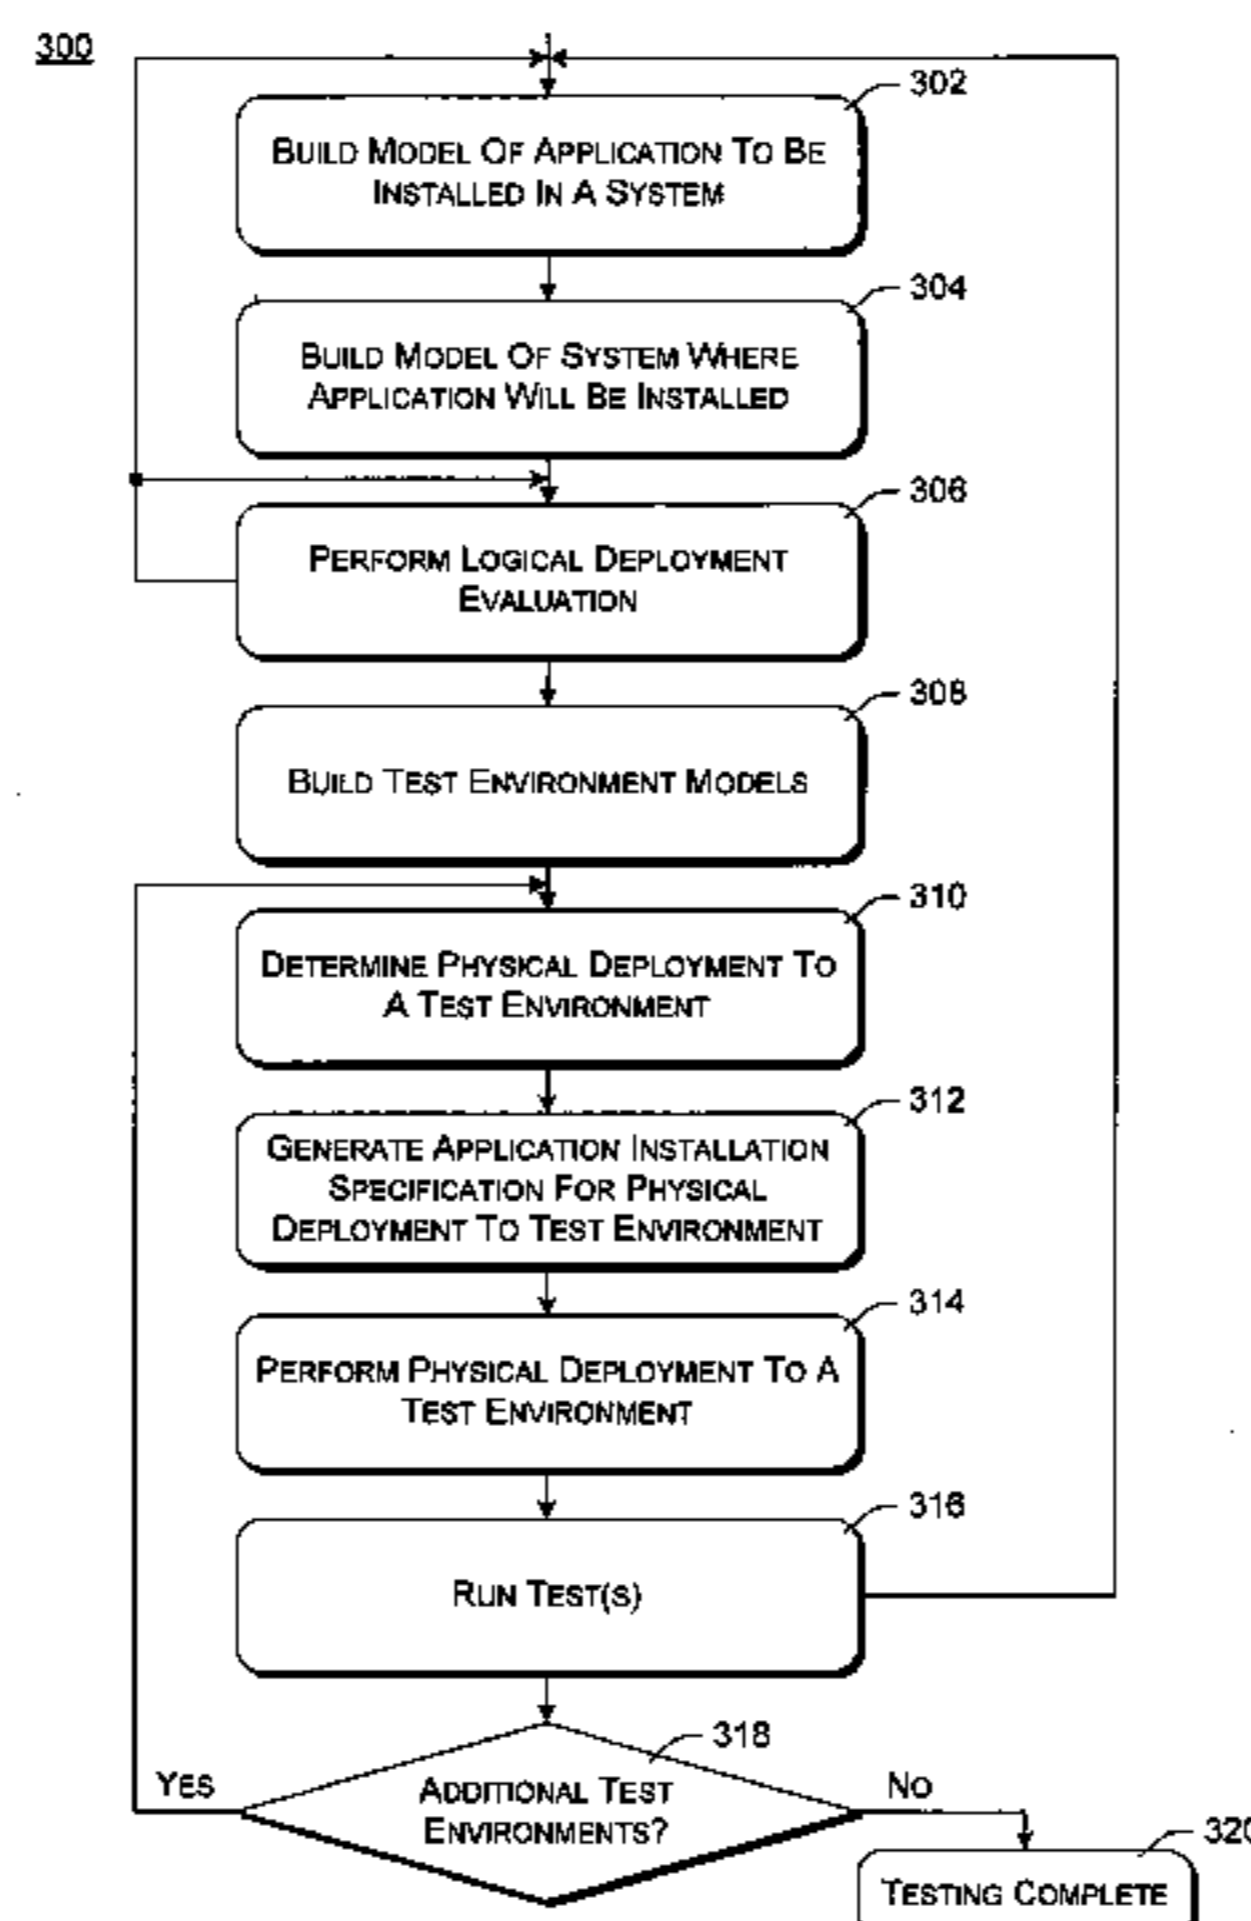 300
302
BUILD MODEL OF APPLICATION TO BE
INSTALLED IN A SYSTEM
304
BUILD MODEL OF SYSTEM WHERE
APPLICATION WILL BE INSTALLED
306
PERFORM LOGICAL DEPLOYMENT
EVALUATION
308
BUILD TEST ENVIRONMENT MODELS
310
DETERMINE PHYSICAL DEPLOYMENT TO
A TEST ENVIRONMENT
312
GENERATE APPLICATION INSTALLATION
SPECIFICATION FOR PHYSICAL
DEPLOYMENT TO TEST ENVIRONMENT
314
PERFORM PHYSICAL DEPLOYMENT TO A
TEST ENVIRONMENT
316
RUN TEST(S)
318
YES
ADDITIONAL TEST
ENVIRONMENTS?
NO
320
TESTING COMPLETE